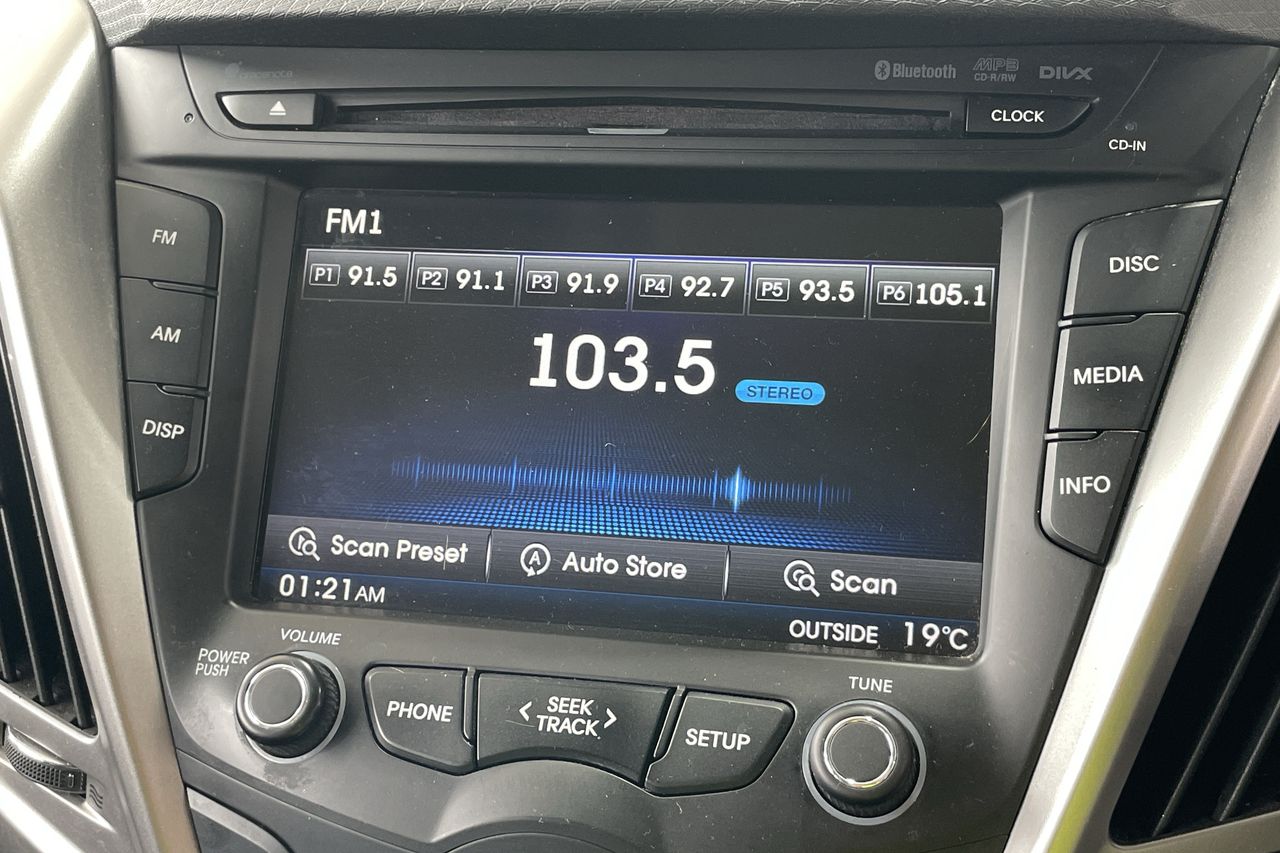 gracenote
Bluetooth MP3 CD-R/RW DIVX
CLOCK
CD-IN
FM
AM
DISP
FM1
P1 91.5 P2 91.1 P3 91.9 P4 92.7 P5 93.5 P6 105.1
103.5 STEREO
Scan Preset A Auto Store Scan
01:21AM
OUTSIDE 19°C
DISC
MEDIA
INFO
VOLUME
POWER
PUSH
PHONE
< SEEK
TRACK >
SETUP
TUNE